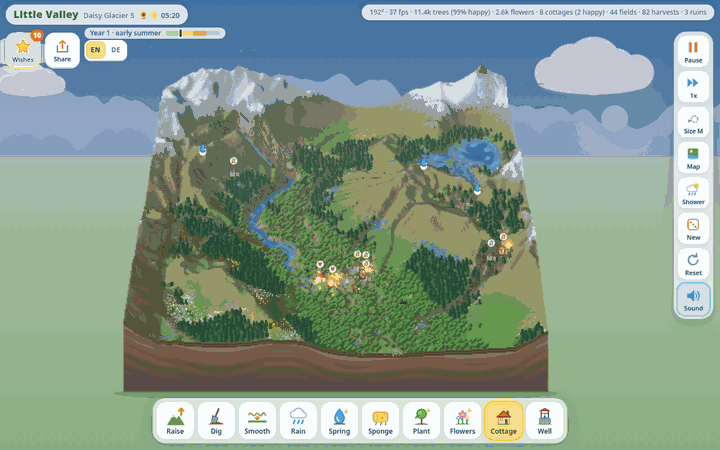 Little Valley Daisy Glacier 5 05:20
192² · 37 fps · 11.4k trees (99% happy) · 2.6k flowers · 8 cottages (2 happy) · 44 fields · 82 harvests · 3 ruins
Year 1 · early summer
10
Wishes
Share
EN DE
Pause
1x
Size M
Map
Shower
New
Reset
Sound
Raise Dig Smooth Rain Spring Sponge Plant Flowers Cottage Well